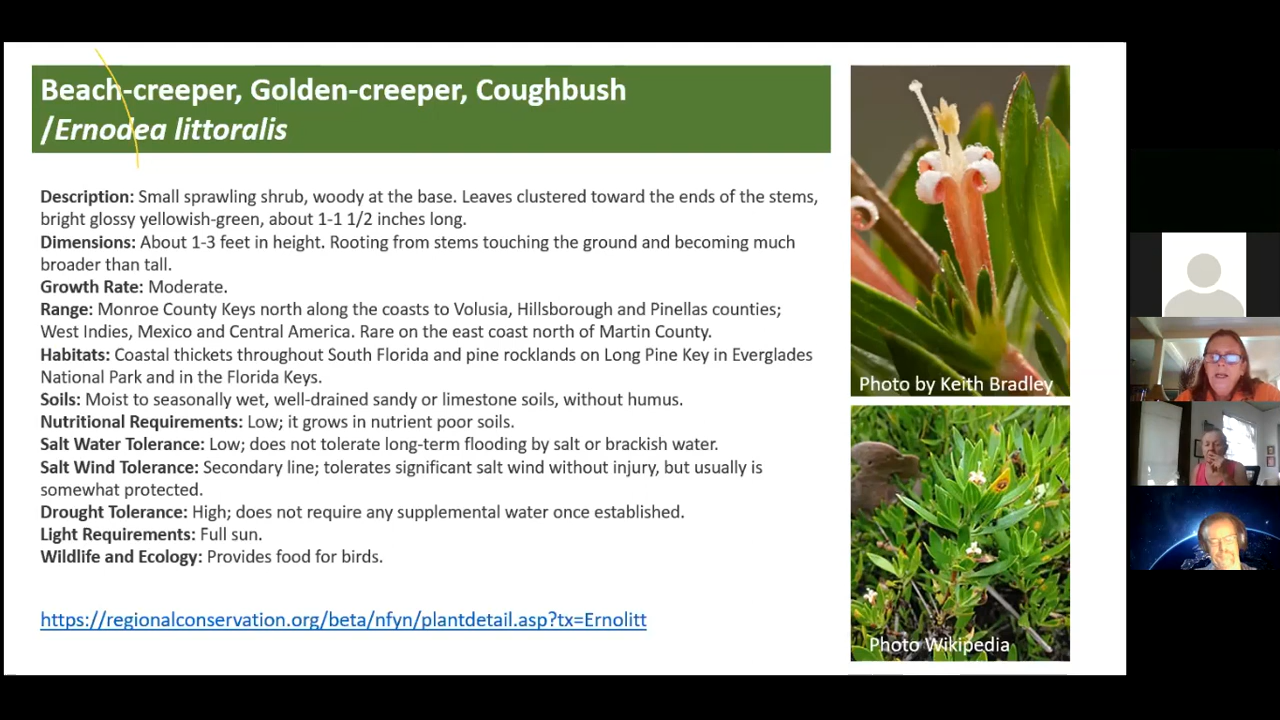 Beach-creeper, Golden-creeper, Coughbush
/Ernodea littoralis
Description: Small sprawling shrub, woody at the base. Leaves clustered toward the ends of the stems,
bright glossy yellowish-green, about 1-1 1/2 inches long.
Dimensions: About 1-3 feet in height. Rooting from stems touching the ground and becoming much
broader than tall.
Growth Rate: Moderate.
Range: Monroe County Keys north along the coasts to Volusia, Hillsborough and Pinellas counties;
West Indies, Mexico and Central America. Rare on the east coast north of Martin County.
Habitats: Coastal thickets throughout South Florida and pine rocklands on Long Pine Key in Everglades
National Park and in the Florida Keys.
Soils: Moist to seasonally wet, well-drained sandy or limestone soils, without humus.
Nutritional Requirements: Low; it grows in nutrient poor soils.
Salt Water Tolerance: Low; does not tolerate long-term flooding by salt or brackish water.
Salt Wind Tolerance: Secondary line; tolerates significant salt wind without injury, but usually is
somewhat protected.
Drought Tolerance: High; does not require any supplemental water once established.
Light Requirements: Full sun.
Wildlife and Ecology: Provides food for birds.
https://regionalconservation.org/beta/nfyn/plantdetail.asp?tx=Ernolitt
Photo by Keith Bradley
Photo Wikipedia